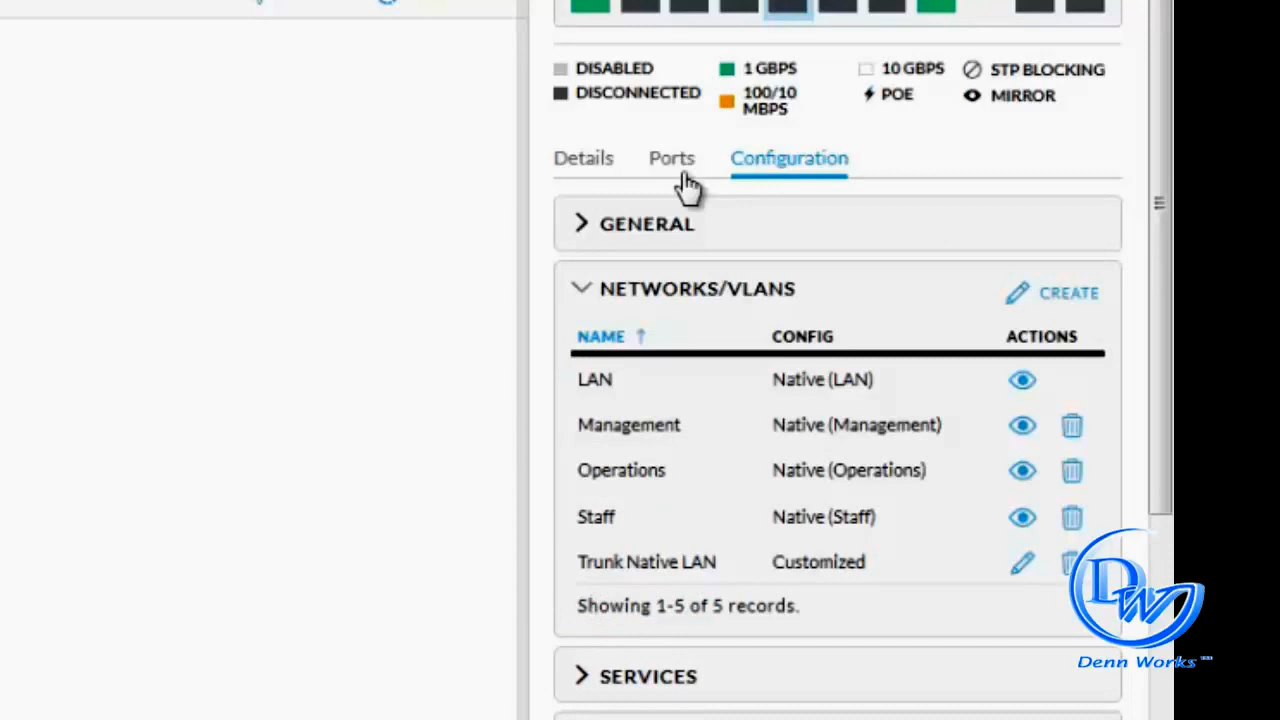 DISABLED 1 GBPS 10 GBPS STP BLOCKING
DISCONNECTED 100/10 MBPS POE MIRROR
Details Ports Configuration
GENERAL
NETWORKS/VLANS CREATE
NAME CONFIG ACTIONS
LAN Native (LAN)
Management Native (Management)
Operations Native (Operations)
Staff Native (Staff)
Trunk Native LAN Customized
Showing 1-5 of 5 records.
SERVICES
DW
Denn Works™